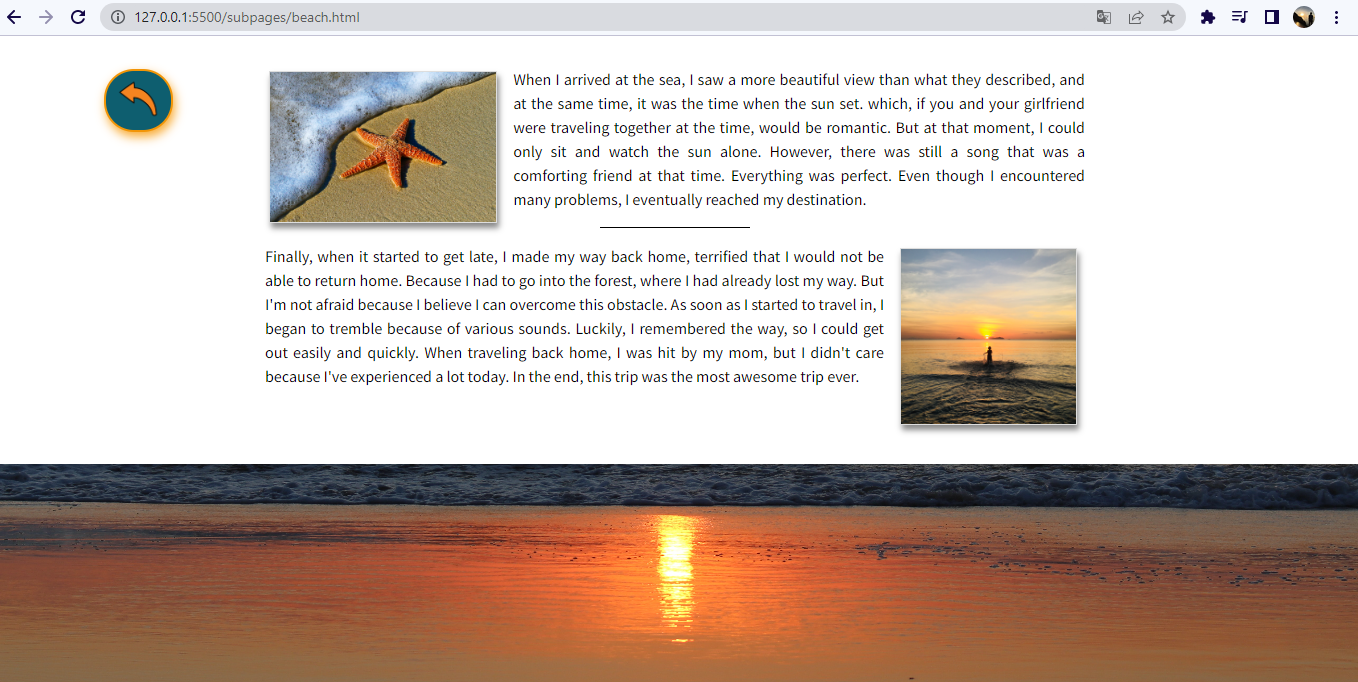 127.0.0.1:5500/subpages/beach.html
When I arrived at the sea, I saw a more beautiful view than what they described, and
at the same time, it was the time when the sun set. which, if you and your girlfriend
were traveling together at the time, would be romantic. But at that moment, I could
only sit and watch the sun alone. However, there was still a song that was a
comforting friend at that time. Everything was perfect. Even though I encountered
many problems, I eventually reached my destination.
Finally, when it started to get late, I made my way back home, terrified that I would not be
able to return home. Because I had to go into the forest, where I had already lost my way. But
I'm not afraid because I believe I can overcome this obstacle. As soon as I started to travel in, I
began to tremble because of various sounds. Luckily, I remembered the way, so I could get
out easily and quickly. When traveling back home, I was hit by my mom, but I didn't care
because I've experienced a lot today. In the end, this trip was the most awesome trip ever.